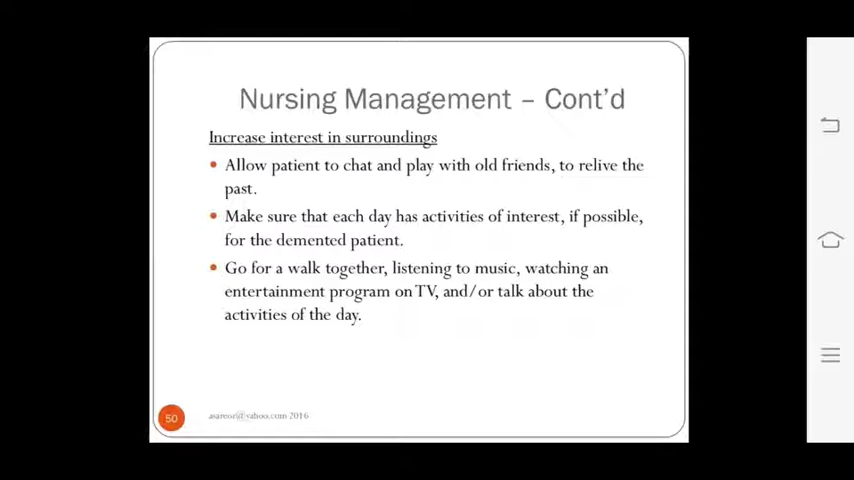 Nursing Management – Cont'd
Increase interest in surroundings
• Allow patient to chat and play with old friends, to relive the
past.
• Make sure that each day has activities of interest, if possible,
for the demented patient.
• Go for a walk together, listening to music, watching an
entertainment program on TV, and/or talk about the
activities of the day.
50
2016